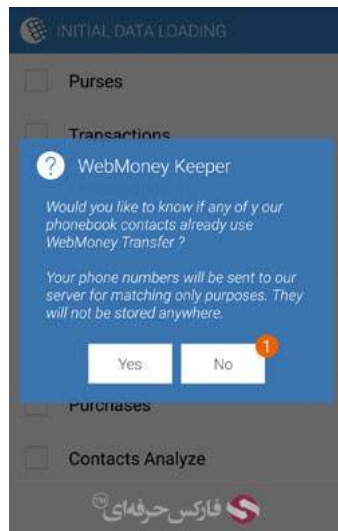 INITIAL DATA LOADING
Purses
Transactions
? WebMoney Keeper
Would you like to know if any of y our
phonebook contacts already use
WebMoney Transfer ?
Your phone numbers will be sent to our
server for matching only purposes. They
will not be stored anywhere.
Yes
No
1
Purchases
Contacts Analyze
فارکس حرفه‌ای